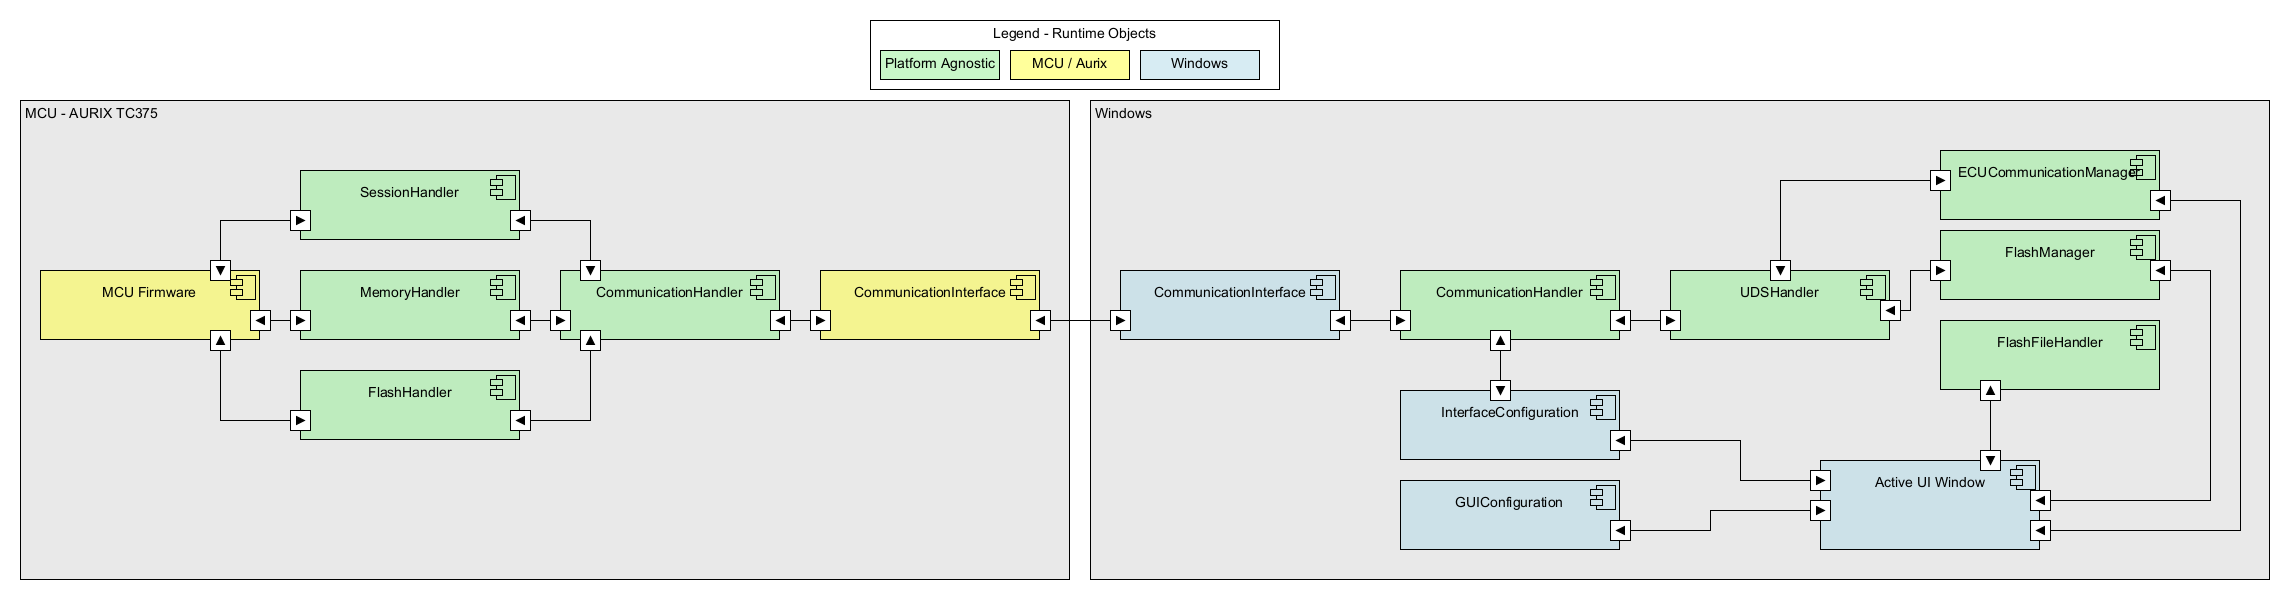 Legend - Runtime Objects
Platform Agnostic
MCU / Aurix
Windows
MCU - AURIX TC375
SessionHandler
MCU Firmware
MemoryHandler
CommunicationHandler
CommunicationInterface
FlashHandler
Windows
ECUCommunicationManager
FlashManager
CommunicationInterface
CommunicationHandler
UDSHandler
FlashFileHandler
InterfaceConfiguration
GUIConfiguration
Active UI Window